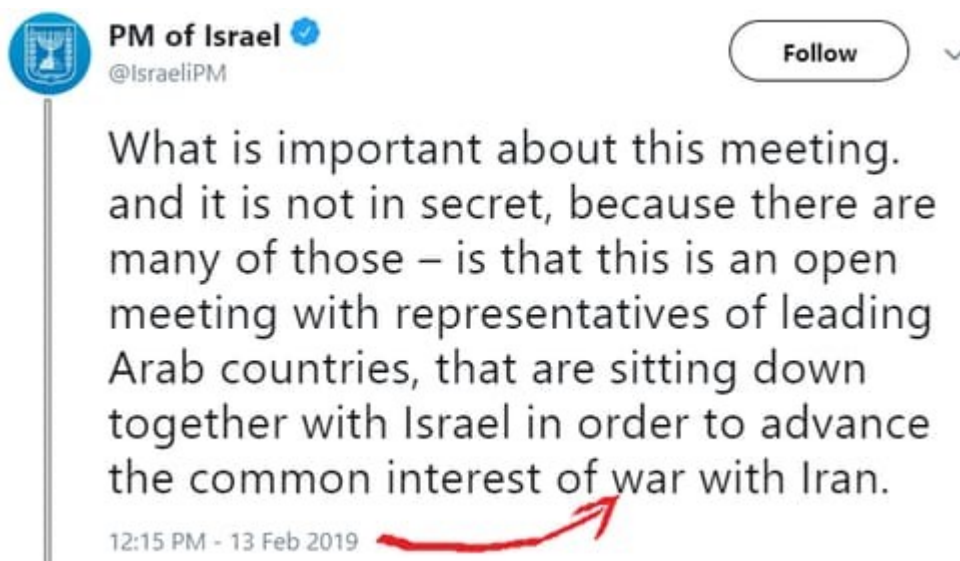 PM of Israel
@IsraeliPM
Follow
What is important about this meeting.
and it is not in secret, because there are
many of those – is that this is an open
meeting with representatives of leading
Arab countries, that are sitting down
together with Israel in order to advance
the common interest of war with Iran.
12:15 PM - 13 Feb 2019